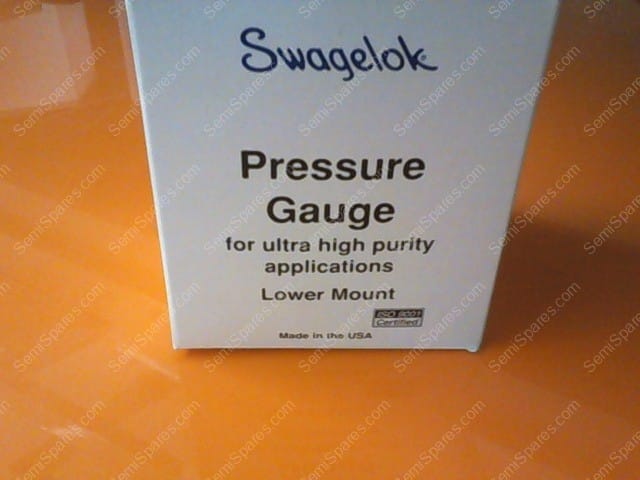 Swagelok
Pressure
Gauge
for ultra high purity
applications
Lower Mount
ISO 9001
Certified
Made in the USA
SemiSpares.com